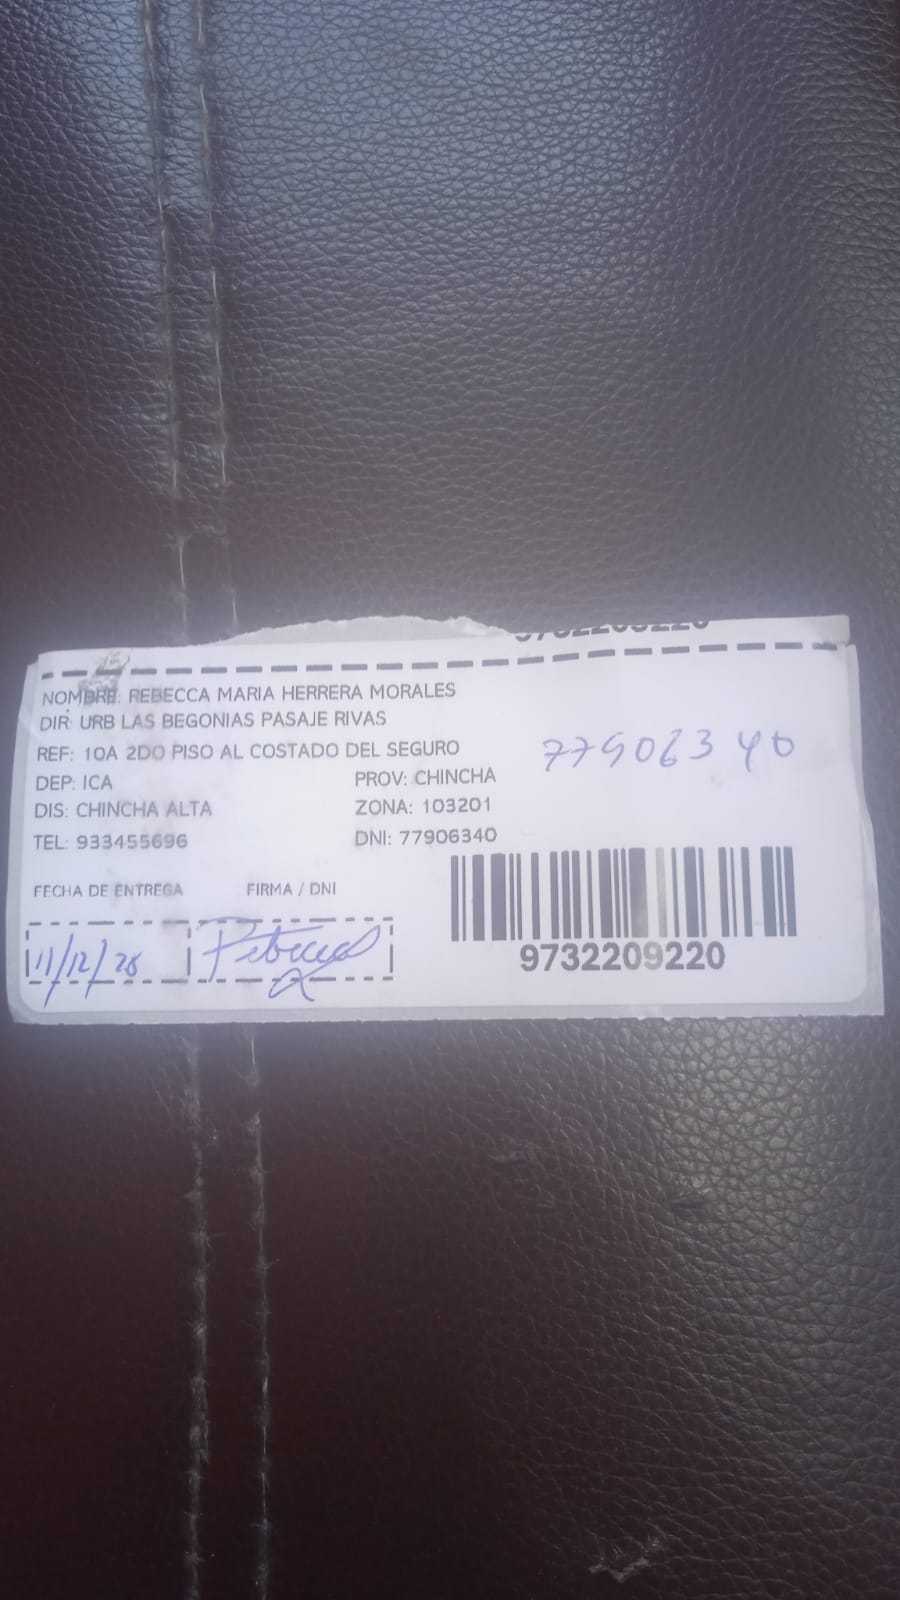 9732209220
NOMBRE: REBECCA MARIA HERRERA MORALES
DIR: URB LAS BEGONIAS PASAJE RIVAS
REF: 10A 2DO PISO AL COSTADO DEL SEGURO
77906340
DEP: ICA PROV: CHINCHA
DIS: CHINCHA ALTA ZONA: 103201
TEL: 933455696 DNI: 77906340
FECHA DE ENTREGA FIRMA / DNI
11/12/
9732209220